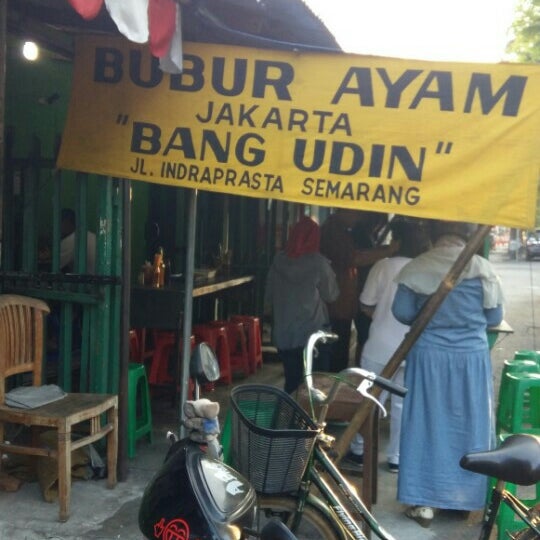 BUBUR AYAM
JAKARTA
"BANG UDIN"
JL. INDRAPRASTA SEMARANG